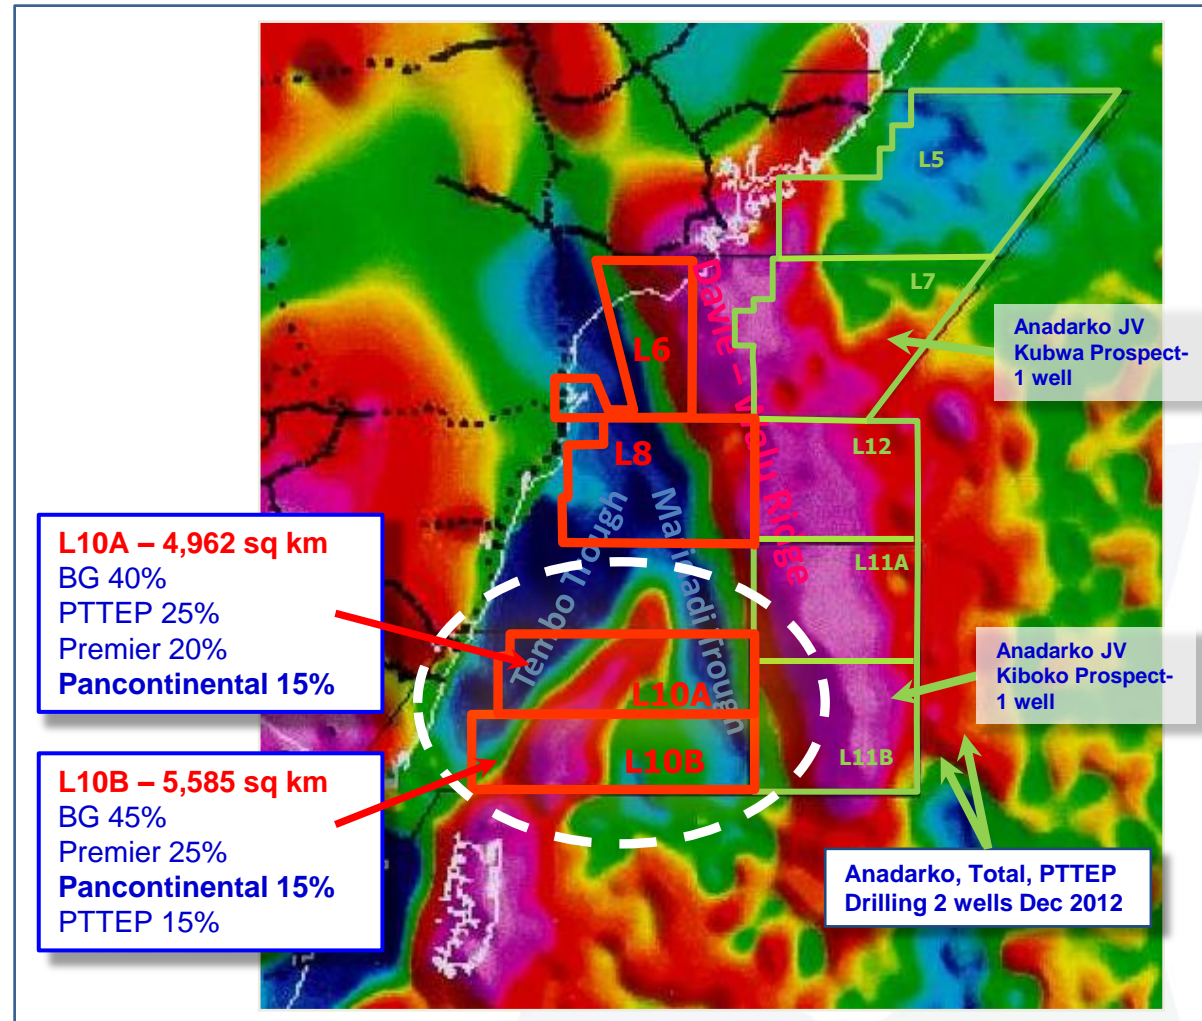 L5
L7
Anadarko JV
Kubwa Prospect-
1 well
Davie – Walu Ridge
L6
L12
L8
Tembo Trough
Maridadi Trough
L11A
L10A – 4,962 sq km
BG 40%
PTTEP 25%
Premier 20%
Pancontinental 15%
Anadarko JV
Kiboko Prospect-
1 well
L10A
L10B
L11B
L10B – 5,585 sq km
BG 45%
Premier 25%
Pancontinental 15%
PTTEP 15%
Anadarko, Total, PTTEP
Drilling 2 wells Dec 2012